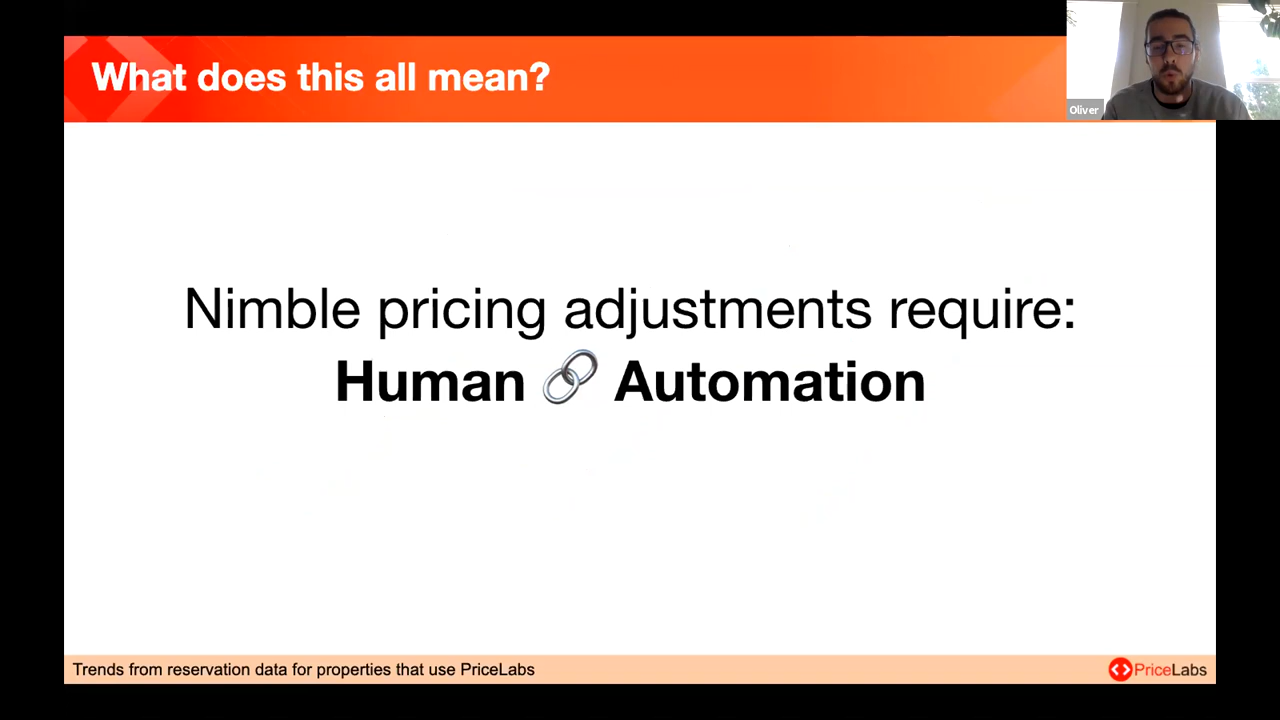 What does this all mean?
Oliver
Nimble pricing adjustments require:
Human 🔗 Automation
Trends from reservation data for properties that use PriceLabs
PriceLabs